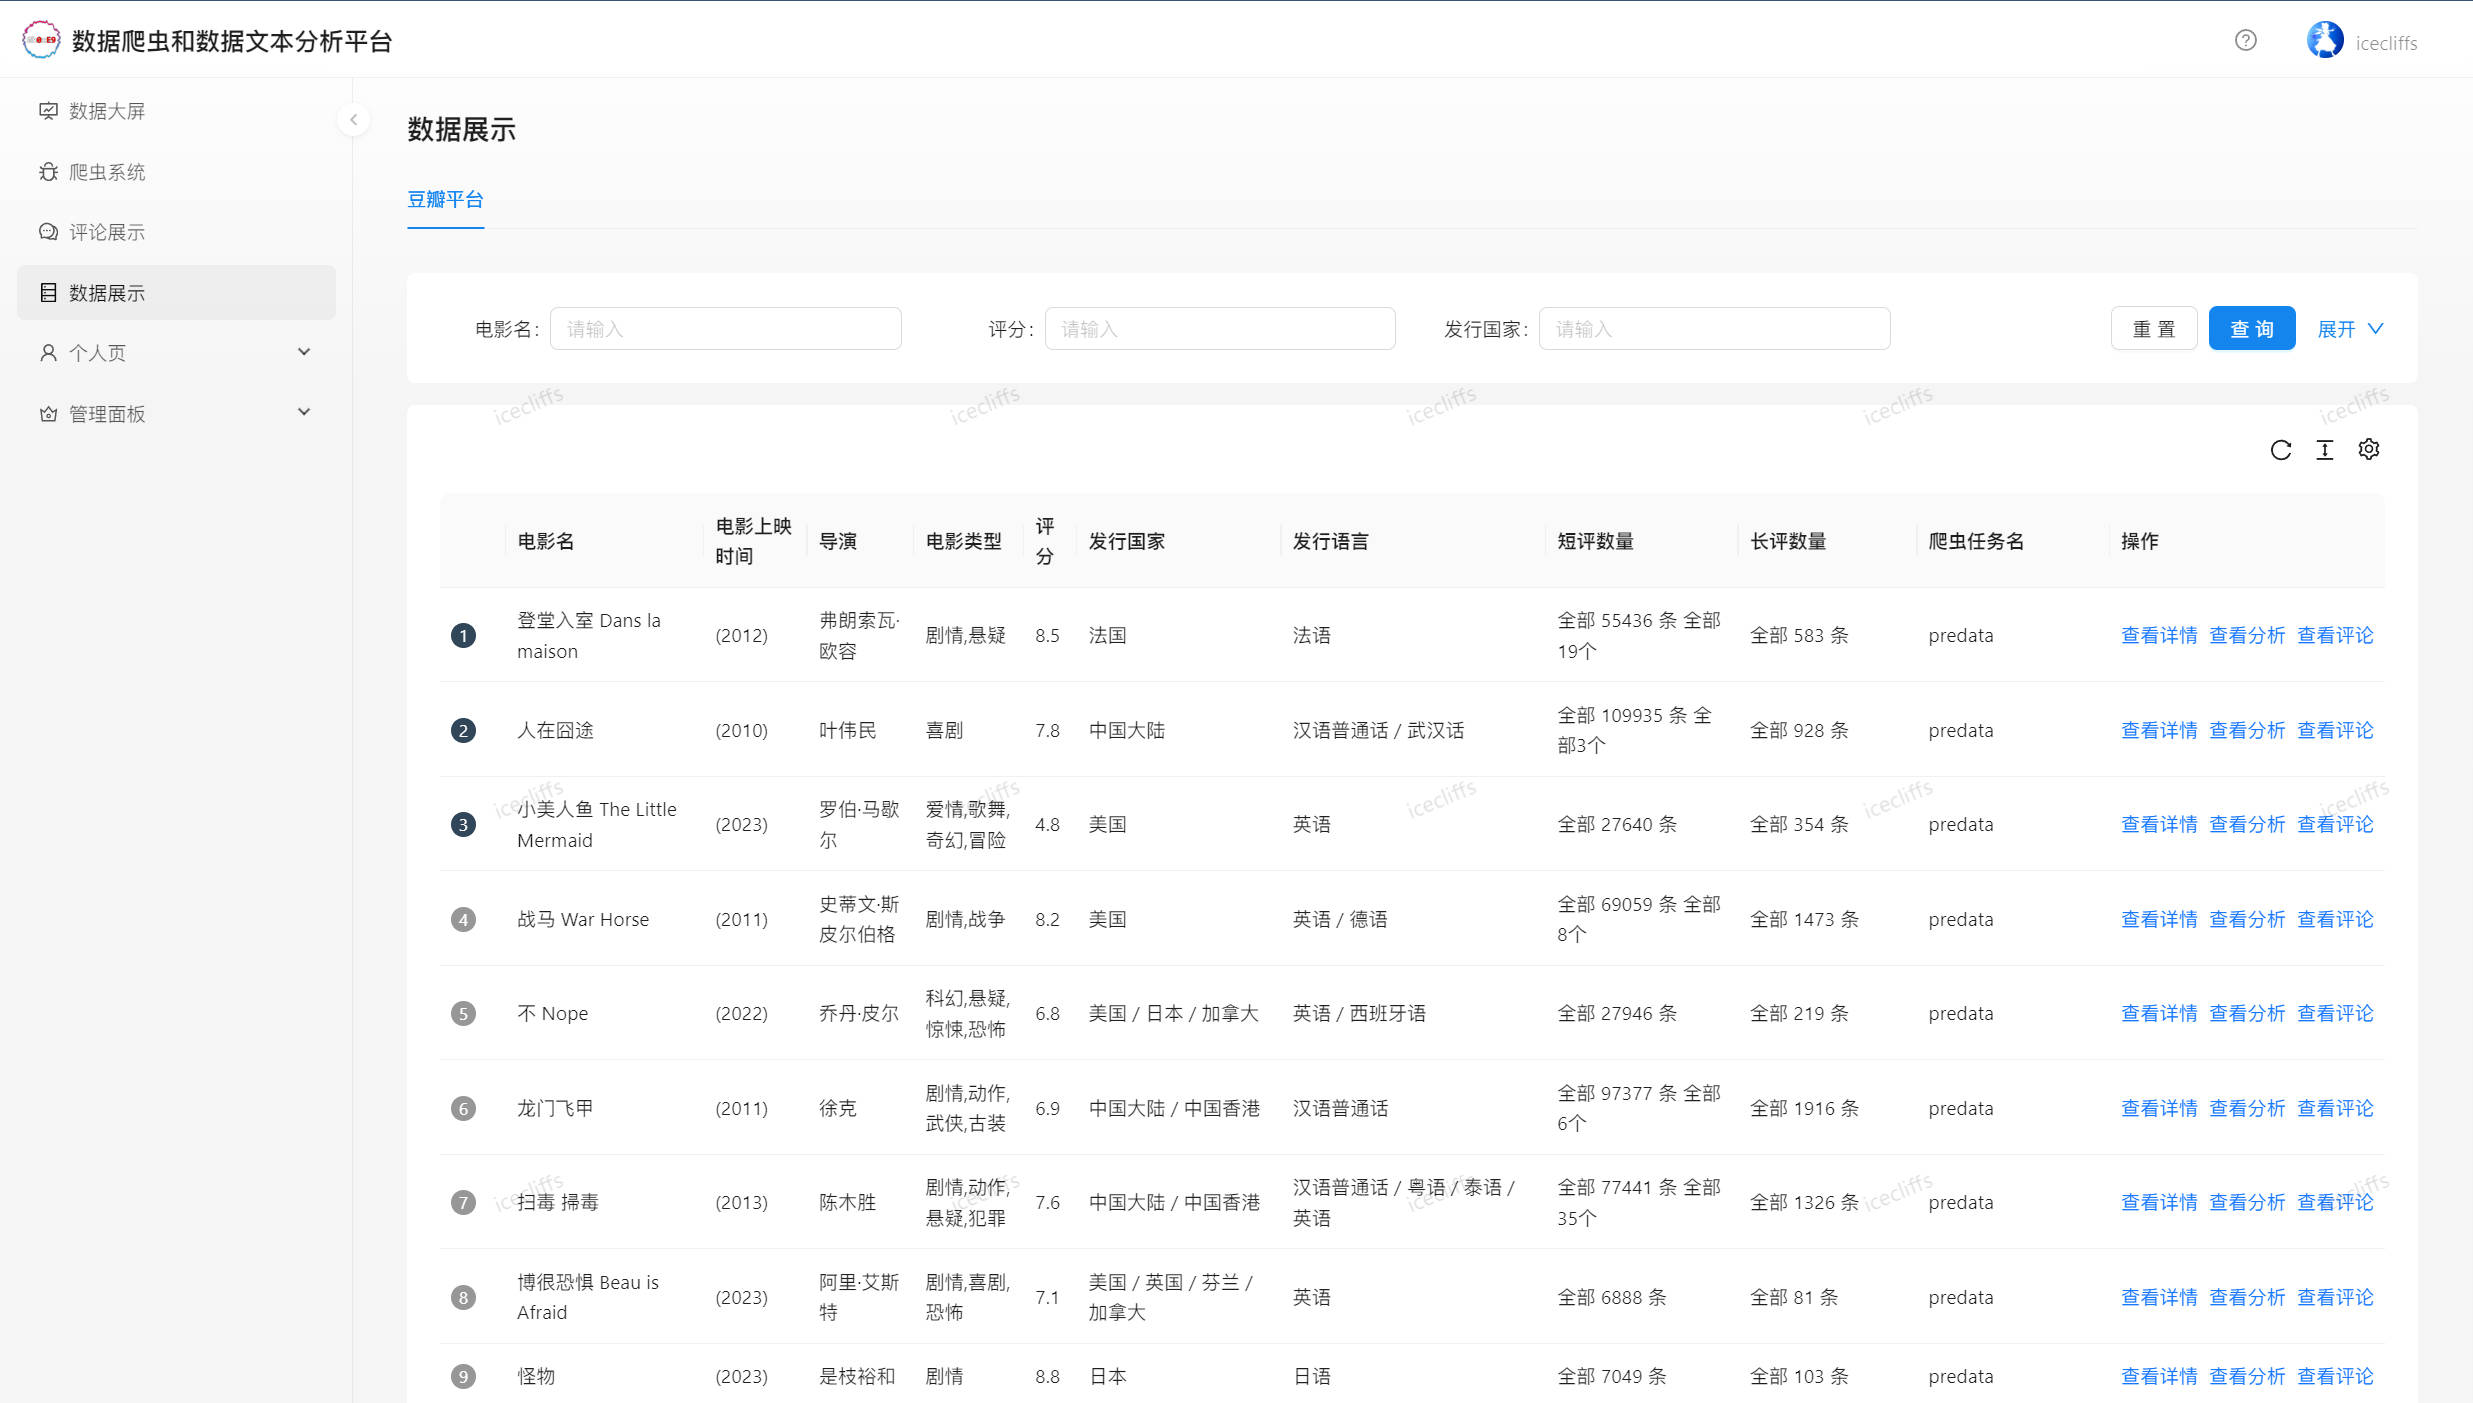 数据爬虫和数据文本分析平台
icecliffs
数据大屏
爬虫系统
评论展示
数据展示
个人页
管理面板
数据展示
豆瓣平台
电影名: 请输入 评分: 请输入 发行国家: 请输入 重 置 查 询 展开
icecliffs icecliffs icecliffs icecliffs icecliffs
电影名 电影上映时间 导演 电影类型 评分 发行国家 发行语言 短评数量 长评数量 爬虫任务名 操作
1 登堂入室 Dans la maison (2012) 弗朗索瓦·欧容 剧情,悬疑 8.5 法国 法语 全部 55436 条 全部 19个 全部 583 条 predata 查看详情 查看分析 查看评论
2 人在囧途 (2010) 叶伟民 喜剧 7.8 中国大陆 汉语普通话 / 武汉话 全部 109935 条 全部3个 全部 928 条 predata 查看详情 查看分析 查看评论
icecliffs icecliffs icecliffs icecliffs icecliffs
3 小美人鱼 The Little Mermaid (2023) 罗伯·马歇尔 爱情,歌舞,奇幻,冒险 4.8 美国 英语 全部 27640 条 全部 354 条 predata 查看详情 查看分析 查看评论
4 战马 War Horse (2011) 史蒂文·斯皮尔伯格 剧情,战争 8.2 美国 英语 / 德语 全部 69059 条 全部 8个 全部 1473 条 predata 查看详情 查看分析 查看评论
5 不 Nope (2022) 乔丹·皮尔 科幻,悬疑,惊悚,恐怖 6.8 美国 / 日本 / 加拿大 英语 / 西班牙语 全部 27946 条 全部 219 条 predata 查看详情 查看分析 查看评论
6 龙门飞甲 (2011) 徐克 剧情,动作,武侠,古装 6.9 中国大陆 / 中国香港 汉语普通话 全部 97377 条 全部 6个 全部 1916 条 predata 查看详情 查看分析 查看评论
icecliffs icecliffs icecliffs icecliffs icecliffs
7 扫毒 掃毒 (2013) 陈木胜 剧情,动作,悬疑,犯罪 7.6 中国大陆 / 中国香港 汉语普通话 / 粤语 / 泰语 / 英语 全部 77441 条 全部 35个 全部 1326 条 predata 查看详情 查看分析 查看评论
8 博很恐惧 Beau is Afraid (2023) 阿里·艾斯特 剧情,喜剧,恐怖 7.1 美国 / 英国 / 芬兰 / 加拿大 英语 全部 6888 条 全部 81 条 predata 查看详情 查看分析 查看评论
9 怪物 (2023) 是枝裕和 剧情 8.8 日本 日语 全部 7049 条 全部 103 条 predata 查看详情 查看分析 查看评论